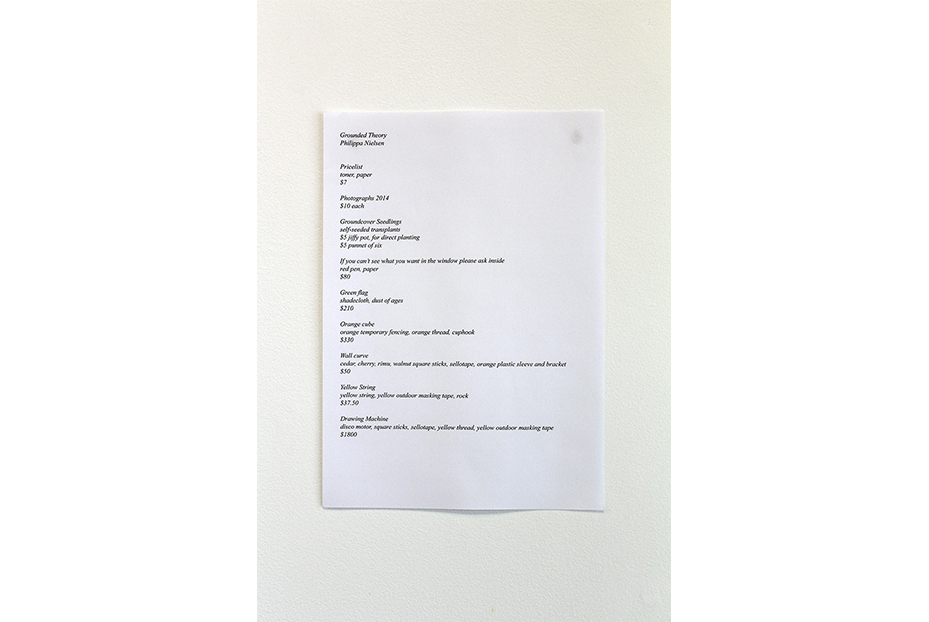 Grounded Theory
Philippa Nielsen
Pricelist
toner, paper
$7
Photographs 2014
$10 each
Groundcover Seedlings
self-seeded transplants
$5 jiffy pot, for direct planting
$5 punnet of six
If you can't see what you want in the window please ask inside
red pen, paper
$80
Green flag
shadecloth, dust of ages
$210
Orange cube
orange temporary fencing, orange thread, cuphook
$330
Wall curve
cedar, cherry, rimu, walnut square sticks, sellotape, orange plastic sleeve and bracket
$50
Yellow String
yellow string, yellow outdoor masking tape, rock
$37.50
Drawing Machine
disco motor, square sticks, sellotape, yellow thread, yellow outdoor masking tape
$1800